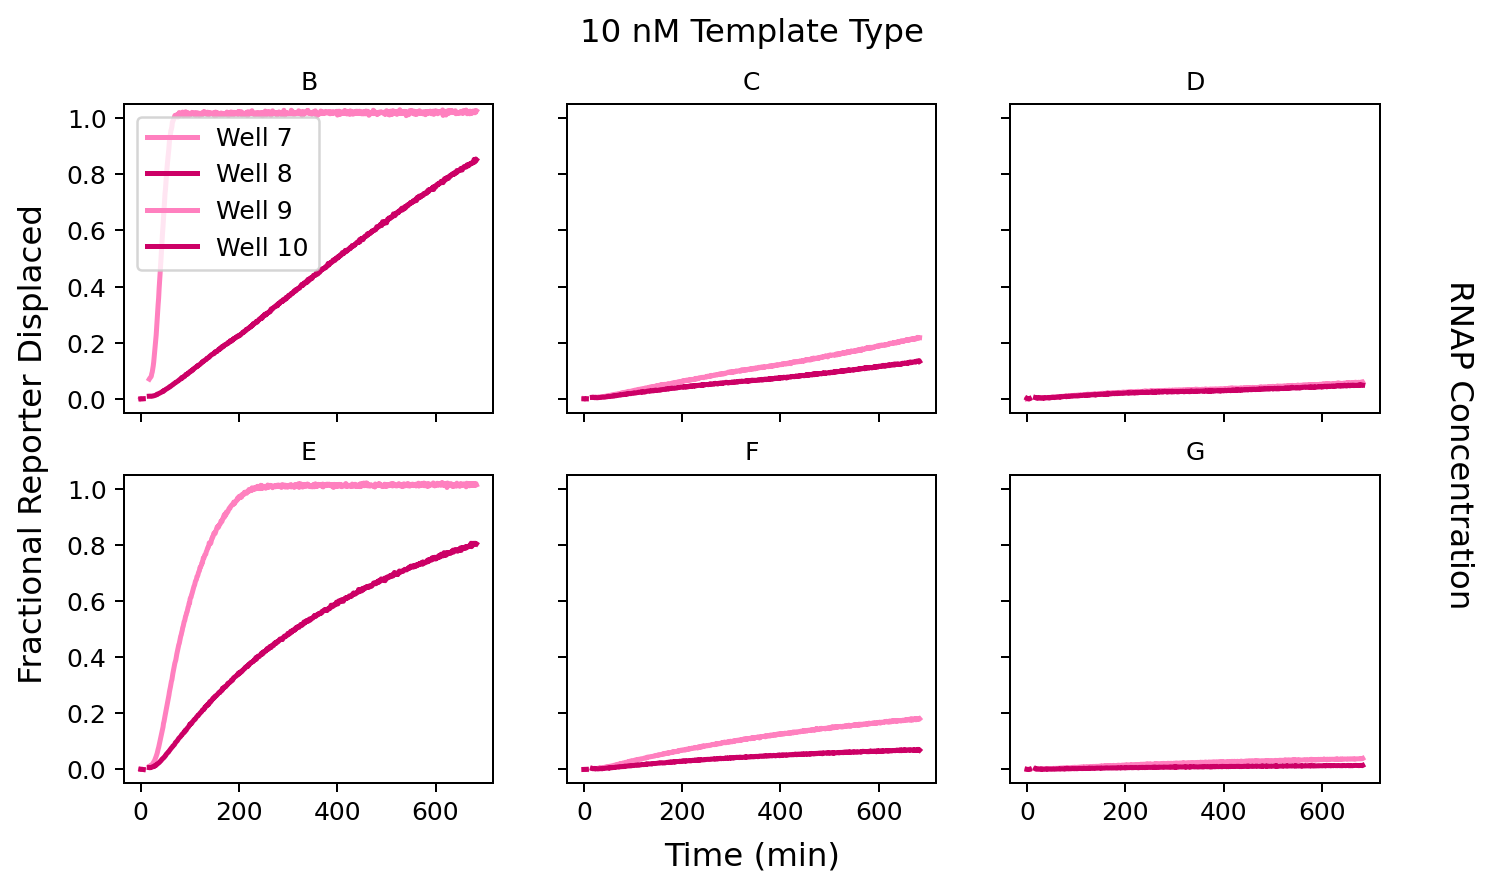 10 nM Template Type
B
C
D
1.0
0.8
0.6
0.4
0.2
0.0
Well 7
Well 8
Well 9
Well 10
Fractional Reporter Displaced
RNAP Concentration
E
F
G
1.0
0.8
0.6
0.4
0.2
0.0
0 200 400 600
0 200 400 600
0 200 400 600
Time (min)